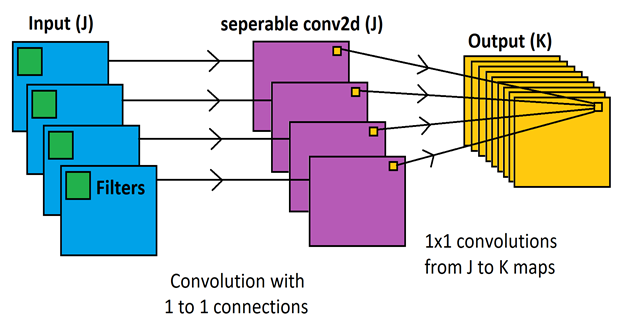 Input (J)
seperable conv2d (J)
Output (K)
Filters
Convolution with
1 to 1 connections
1x1 convolutions
from J to K maps